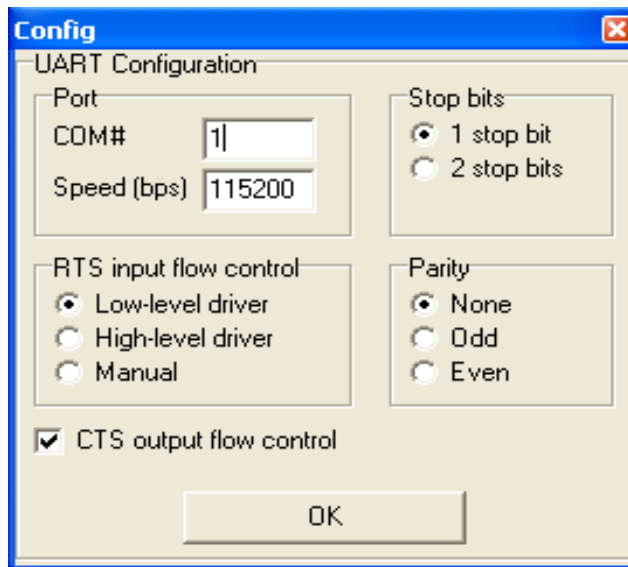 Config
UART Configuration
Port
COM# 1
Speed (bps) 115200
Stop bits
1 stop bit
2 stop bits
RTS input flow control
Low-level driver
High-level driver
Manual
Parity
None
Odd
Even
CTS output flow control
OK